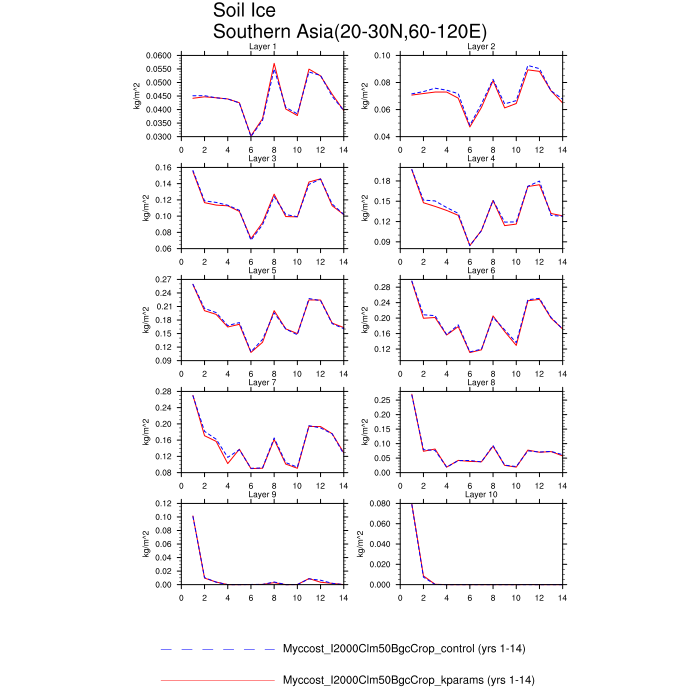 Soil Ice
Southern Asia(20-30N,60-120E)
Layer 1
Layer 2
0.0600
0.0550
0.0500
0.0450
0.0400
0.0350
0.0300
kg/m^2
0 2 4 6 8 10 12 14
0.10
0.08
0.06
0.04
kg/m^2
0 2 4 6 8 10 12 14
Layer 3
Layer 4
0.16
0.14
0.12
0.10
0.08
0.06
kg/m^2
0 2 4 6 8 10 12 14
0.18
0.15
0.12
0.09
kg/m^2
0 2 4 6 8 10 12 14
Layer 5
Layer 6
0.27
0.24
0.21
0.18
0.15
0.12
0.09
kg/m^2
0 2 4 6 8 10 12 14
0.28
0.24
0.20
0.16
0.12
kg/m^2
0 2 4 6 8 10 12 14
Layer 7
Layer 8
0.28
0.24
0.20
0.16
0.12
0.08
kg/m^2
0 2 4 6 8 10 12 14
0.25
0.20
0.15
0.10
0.05
0.00
kg/m^2
0 2 4 6 8 10 12 14
Layer 9
Layer 10
0.12
0.10
0.08
0.06
0.04
0.02
0.00
kg/m^2
0 2 4 6 8 10 12 14
0.080
0.060
0.040
0.020
0.000
kg/m^2
0 2 4 6 8 10 12 14
Myccost_I2000Clm50BgcCrop_control (yrs 1-14)
Myccost_I2000Clm50BgcCrop_kparams (yrs 1-14)